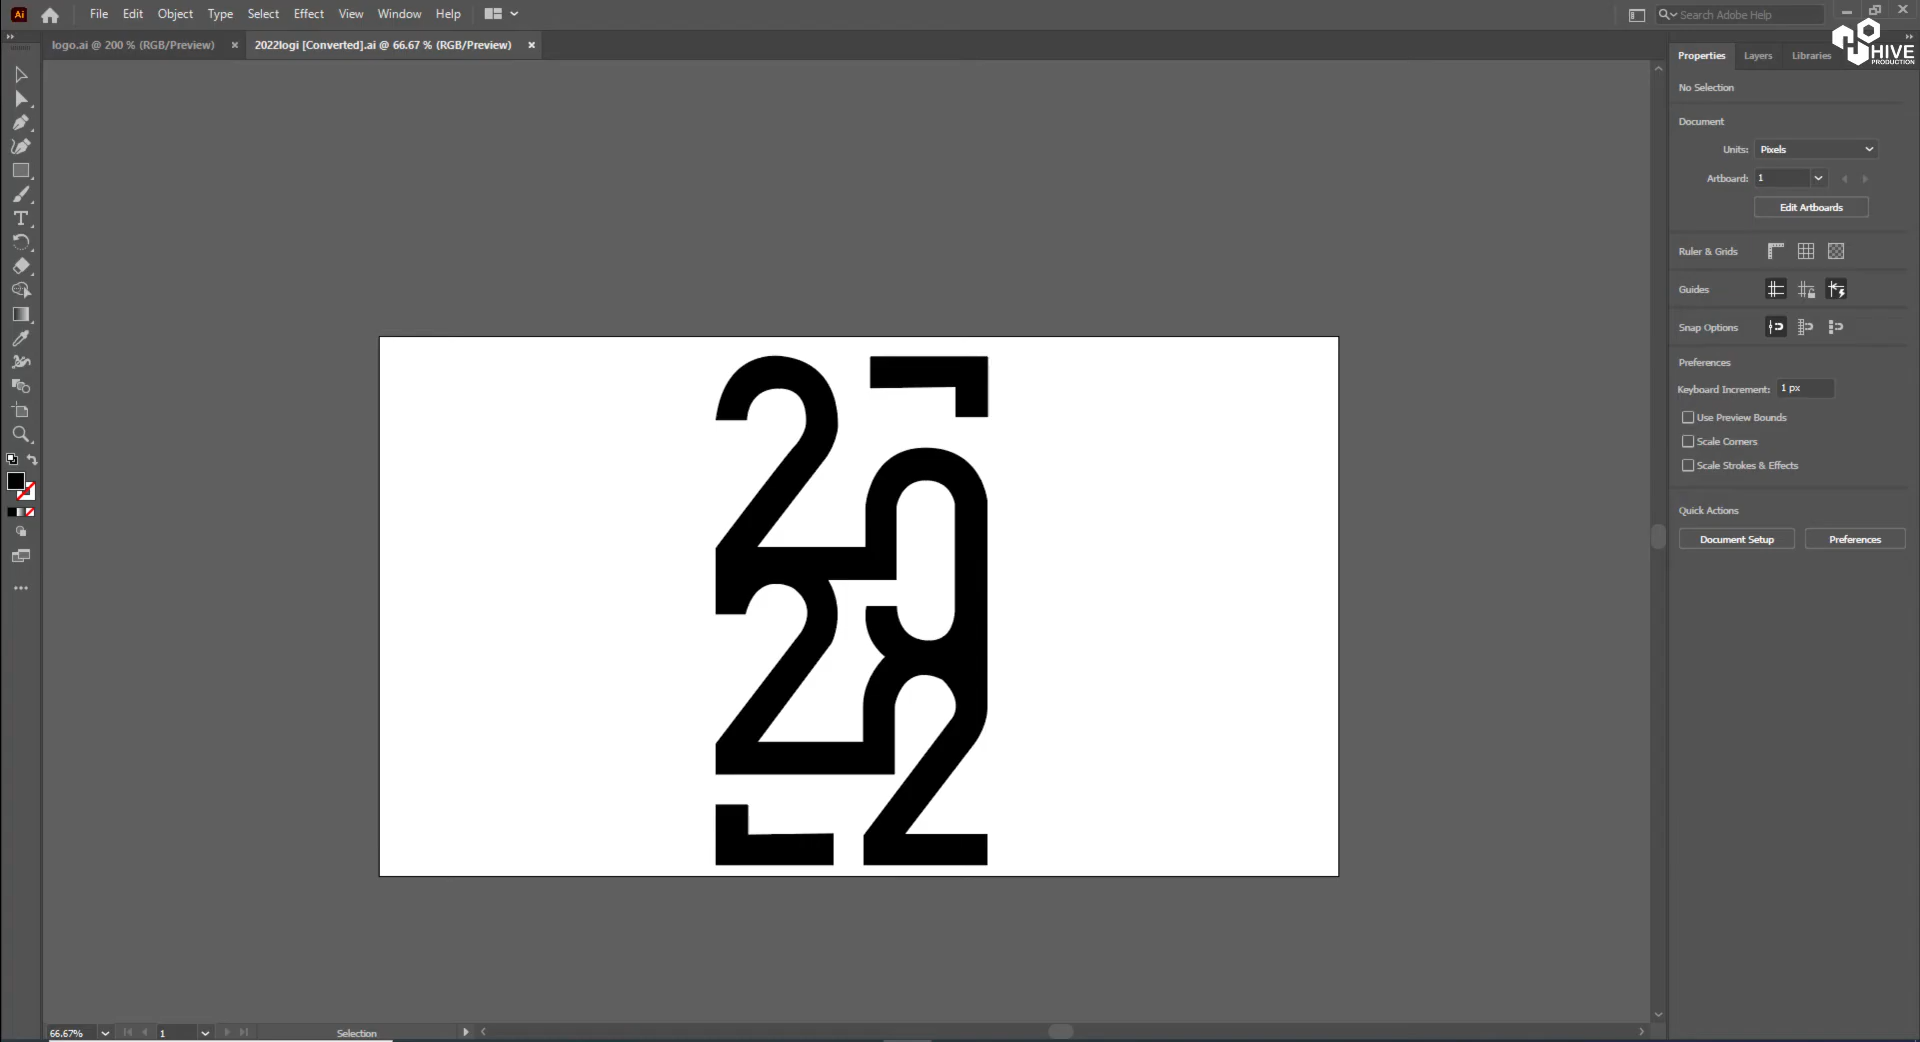 Ai File Edit Object Type Select Effect View Window Help Search Adobe Help
logo.ai @ 200 % (RGB/Preview) × 2022logi [Converted].ai @ 66.67 % (RGB/Preview) ×
HIVE
PRODUCTION
Properties Layers Libraries
No Selection
Document
Units: Pixels
Artboard: 1
Edit Artboards
Ruler & Grids
Guides
Snap Options
Preferences
Keyboard Increment: 1 px
Use Preview Bounds
Scale Corners
Scale Strokes & Effects
Quick Actions
Document Setup Preferences
20
22
66.67% 1 Selection